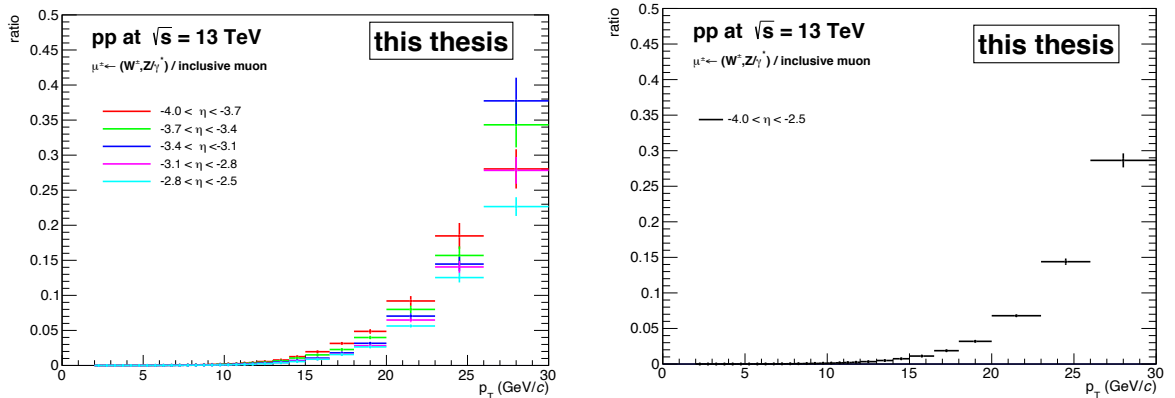 ratio
0.5
0.45
0.4
0.35
0.3
0.25
0.2
0.15
0.1
0.05
0
pp at √s = 13 TeV
this thesis
μ± ← (W±,Z/γ*) / inclusive muon
-4.0 < η < -3.7
-3.7 < η < -3.4
-3.4 < η < -3.1
-3.1 < η < -2.8
-2.8 < η < -2.5
0 5 10 15 20 25 30
p_T (GeV/c)
ratio
0.5
0.45
0.4
0.35
0.3
0.25
0.2
0.15
0.1
0.05
0
pp at √s = 13 TeV
this thesis
μ± ← (W±,Z/γ*) / inclusive muon
-4.0 < η < -2.5
0 5 10 15 20 25 30
p_T (GeV/c)